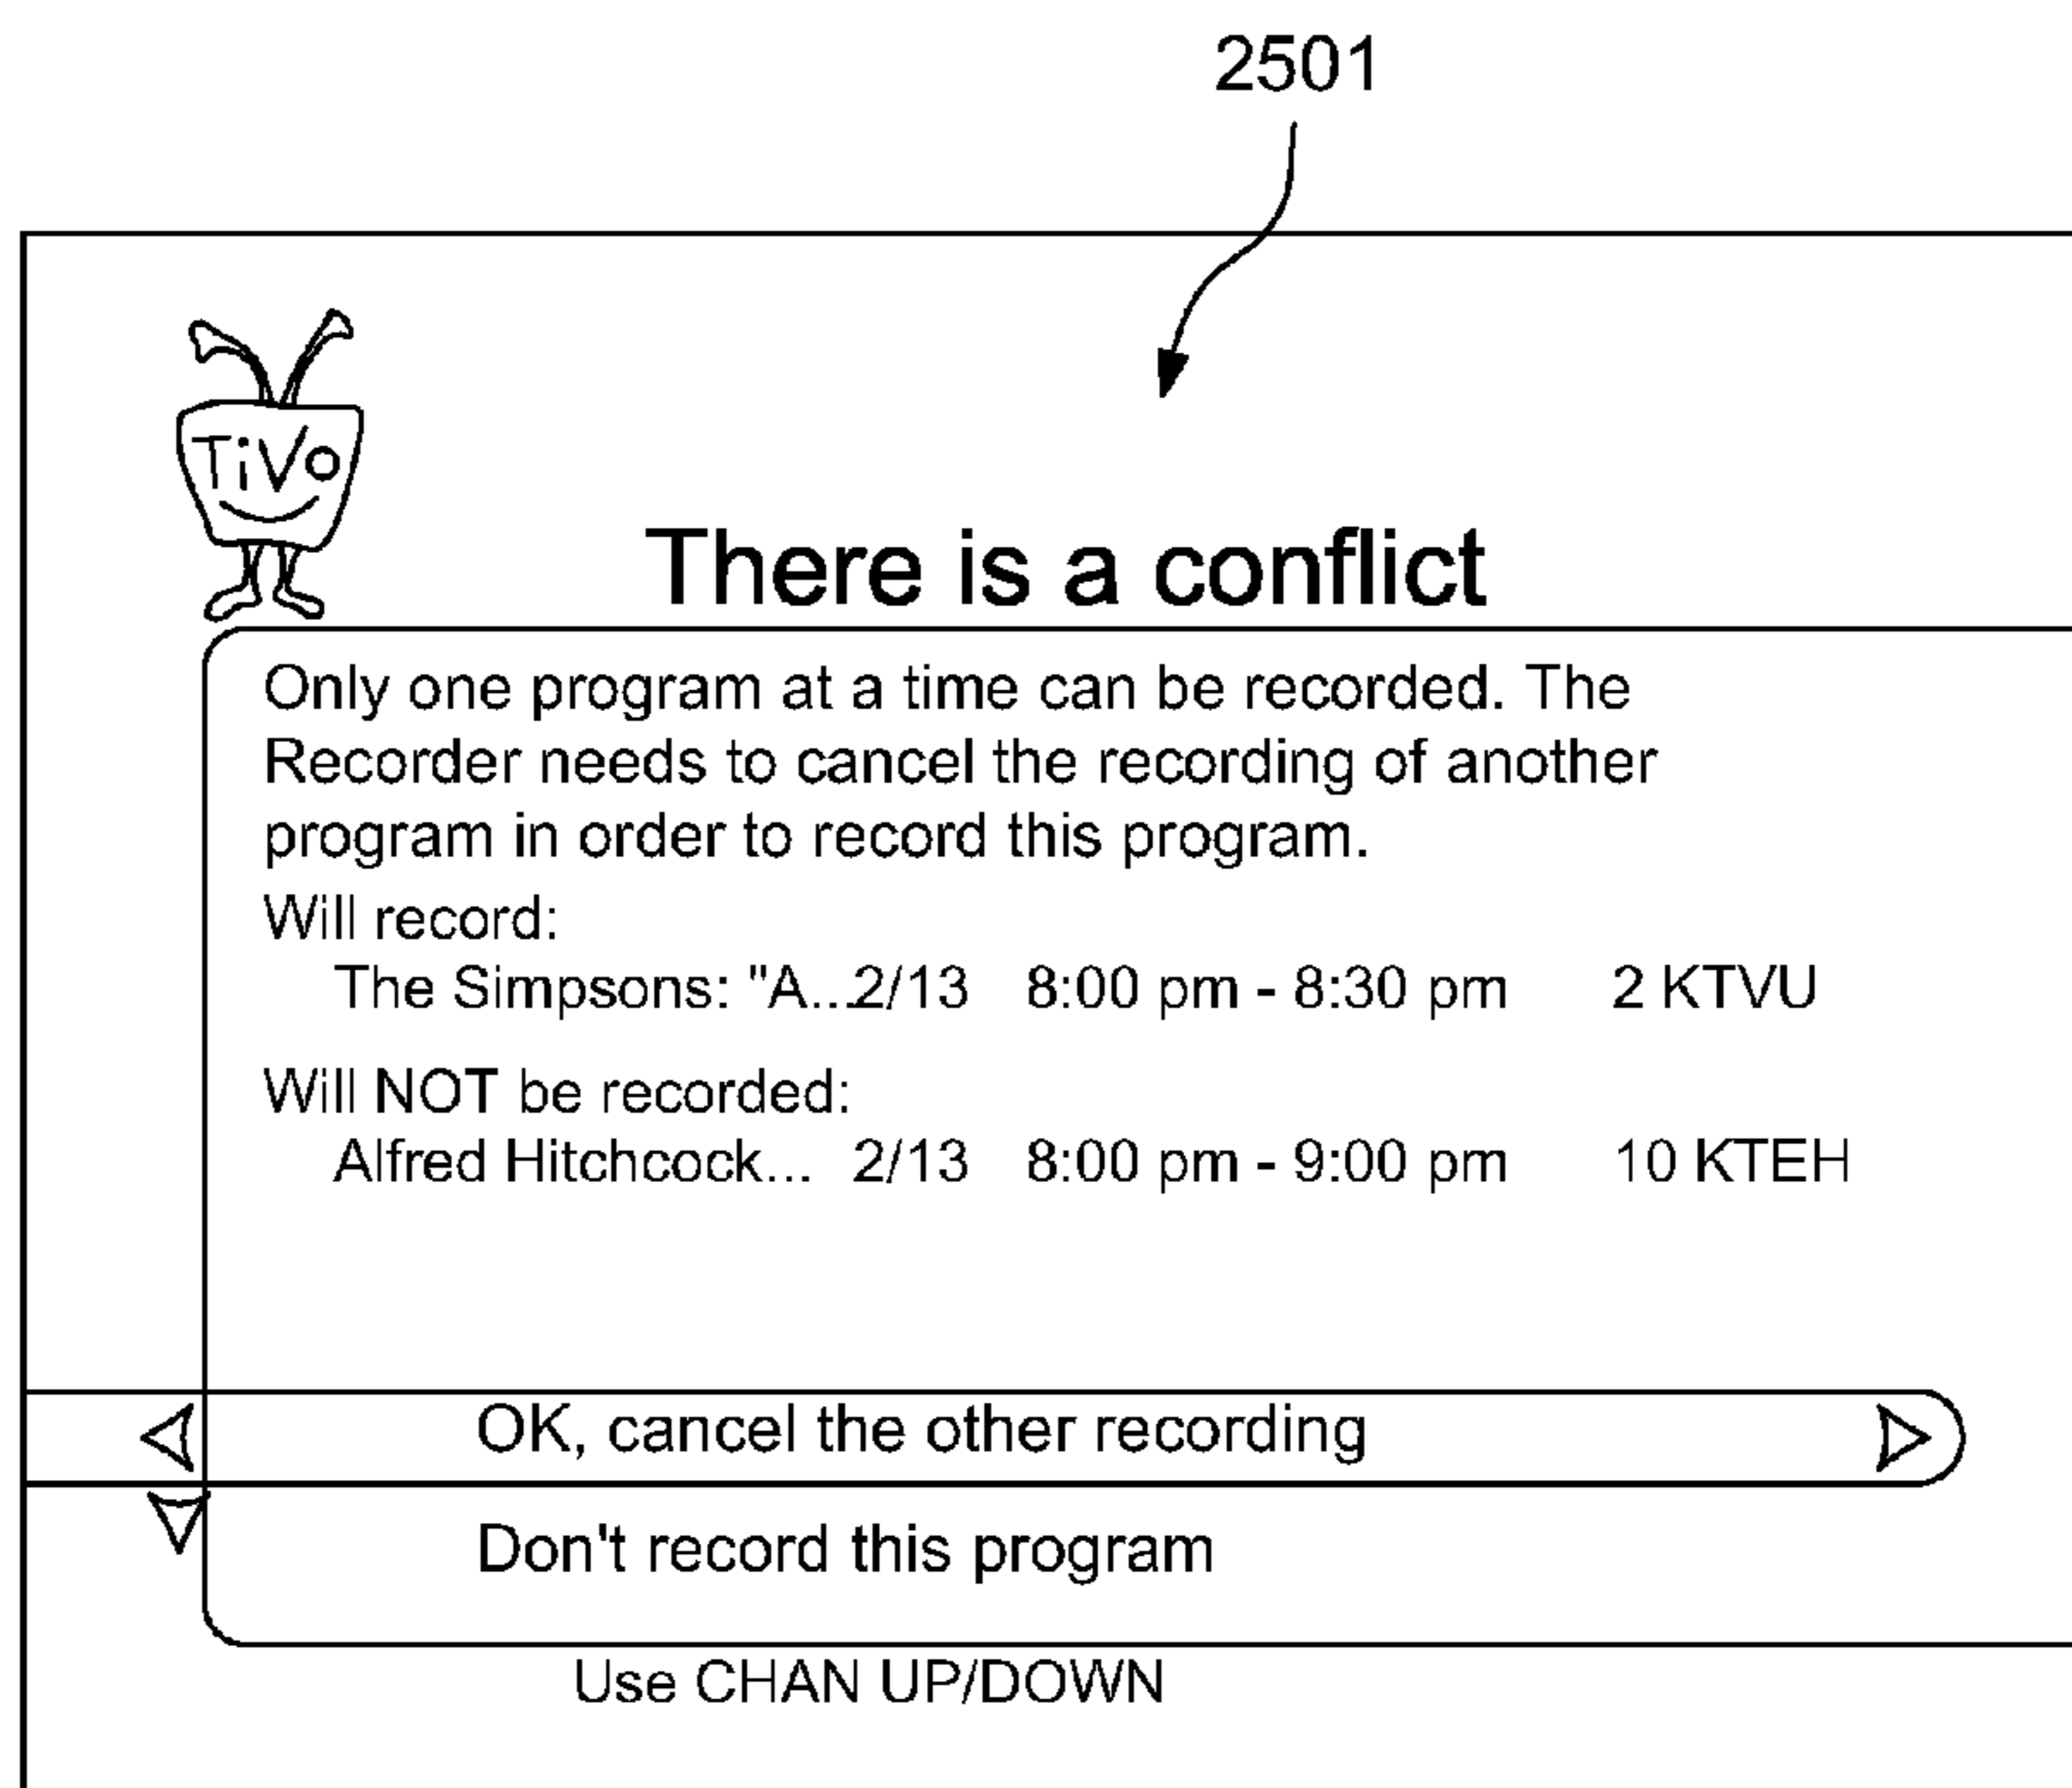 2501
TiVo
There is a conflict
Only one program at a time can be recorded. The
Recorder needs to cancel the recording of another
program in order to record this program.
Will record:
The Simpsons: "A...2/13 8:00 pm - 8:30 pm 2 KTVU
Will NOT be recorded:
Alfred Hitchcock... 2/13 8:00 pm - 9:00 pm 10 KTEH
OK, cancel the other recording
Don't record this program
Use CHAN UP/DOWN